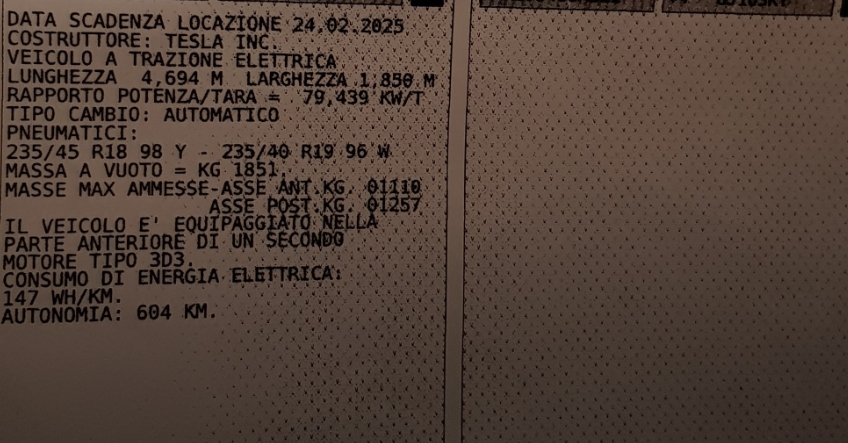 DATA SCADENZA LOCAZIONE 24.02.2025
COSTRUTTORE: TESLA INC.
VEICOLO A TRAZIONE ELETTRICA
LUNGHEZZA 4,694 M LARGHEZZA 1,850 M
RAPPORTO POTENZA/TARA = 79,439 KW/T
TIPO CAMBIO: AUTOMATICO
PNEUMATICI:
235/45 R18 98 Y - 235/40 R19 96 W
MASSA A VUOTO = KG 1851.
MASSE MAX AMMESSE-ASSE ANT.KG. 01110
ASSE POST.KG. 01257
IL VEICOLO E' EQUIPAGGIATO NELLA
PARTE ANTERIORE DI UN SECONDO
MOTORE TIPO 3D3.
CONSUMO DI ENERGIA ELETTRICA:
147 WH/KM.
AUTONOMIA: 604 KM.